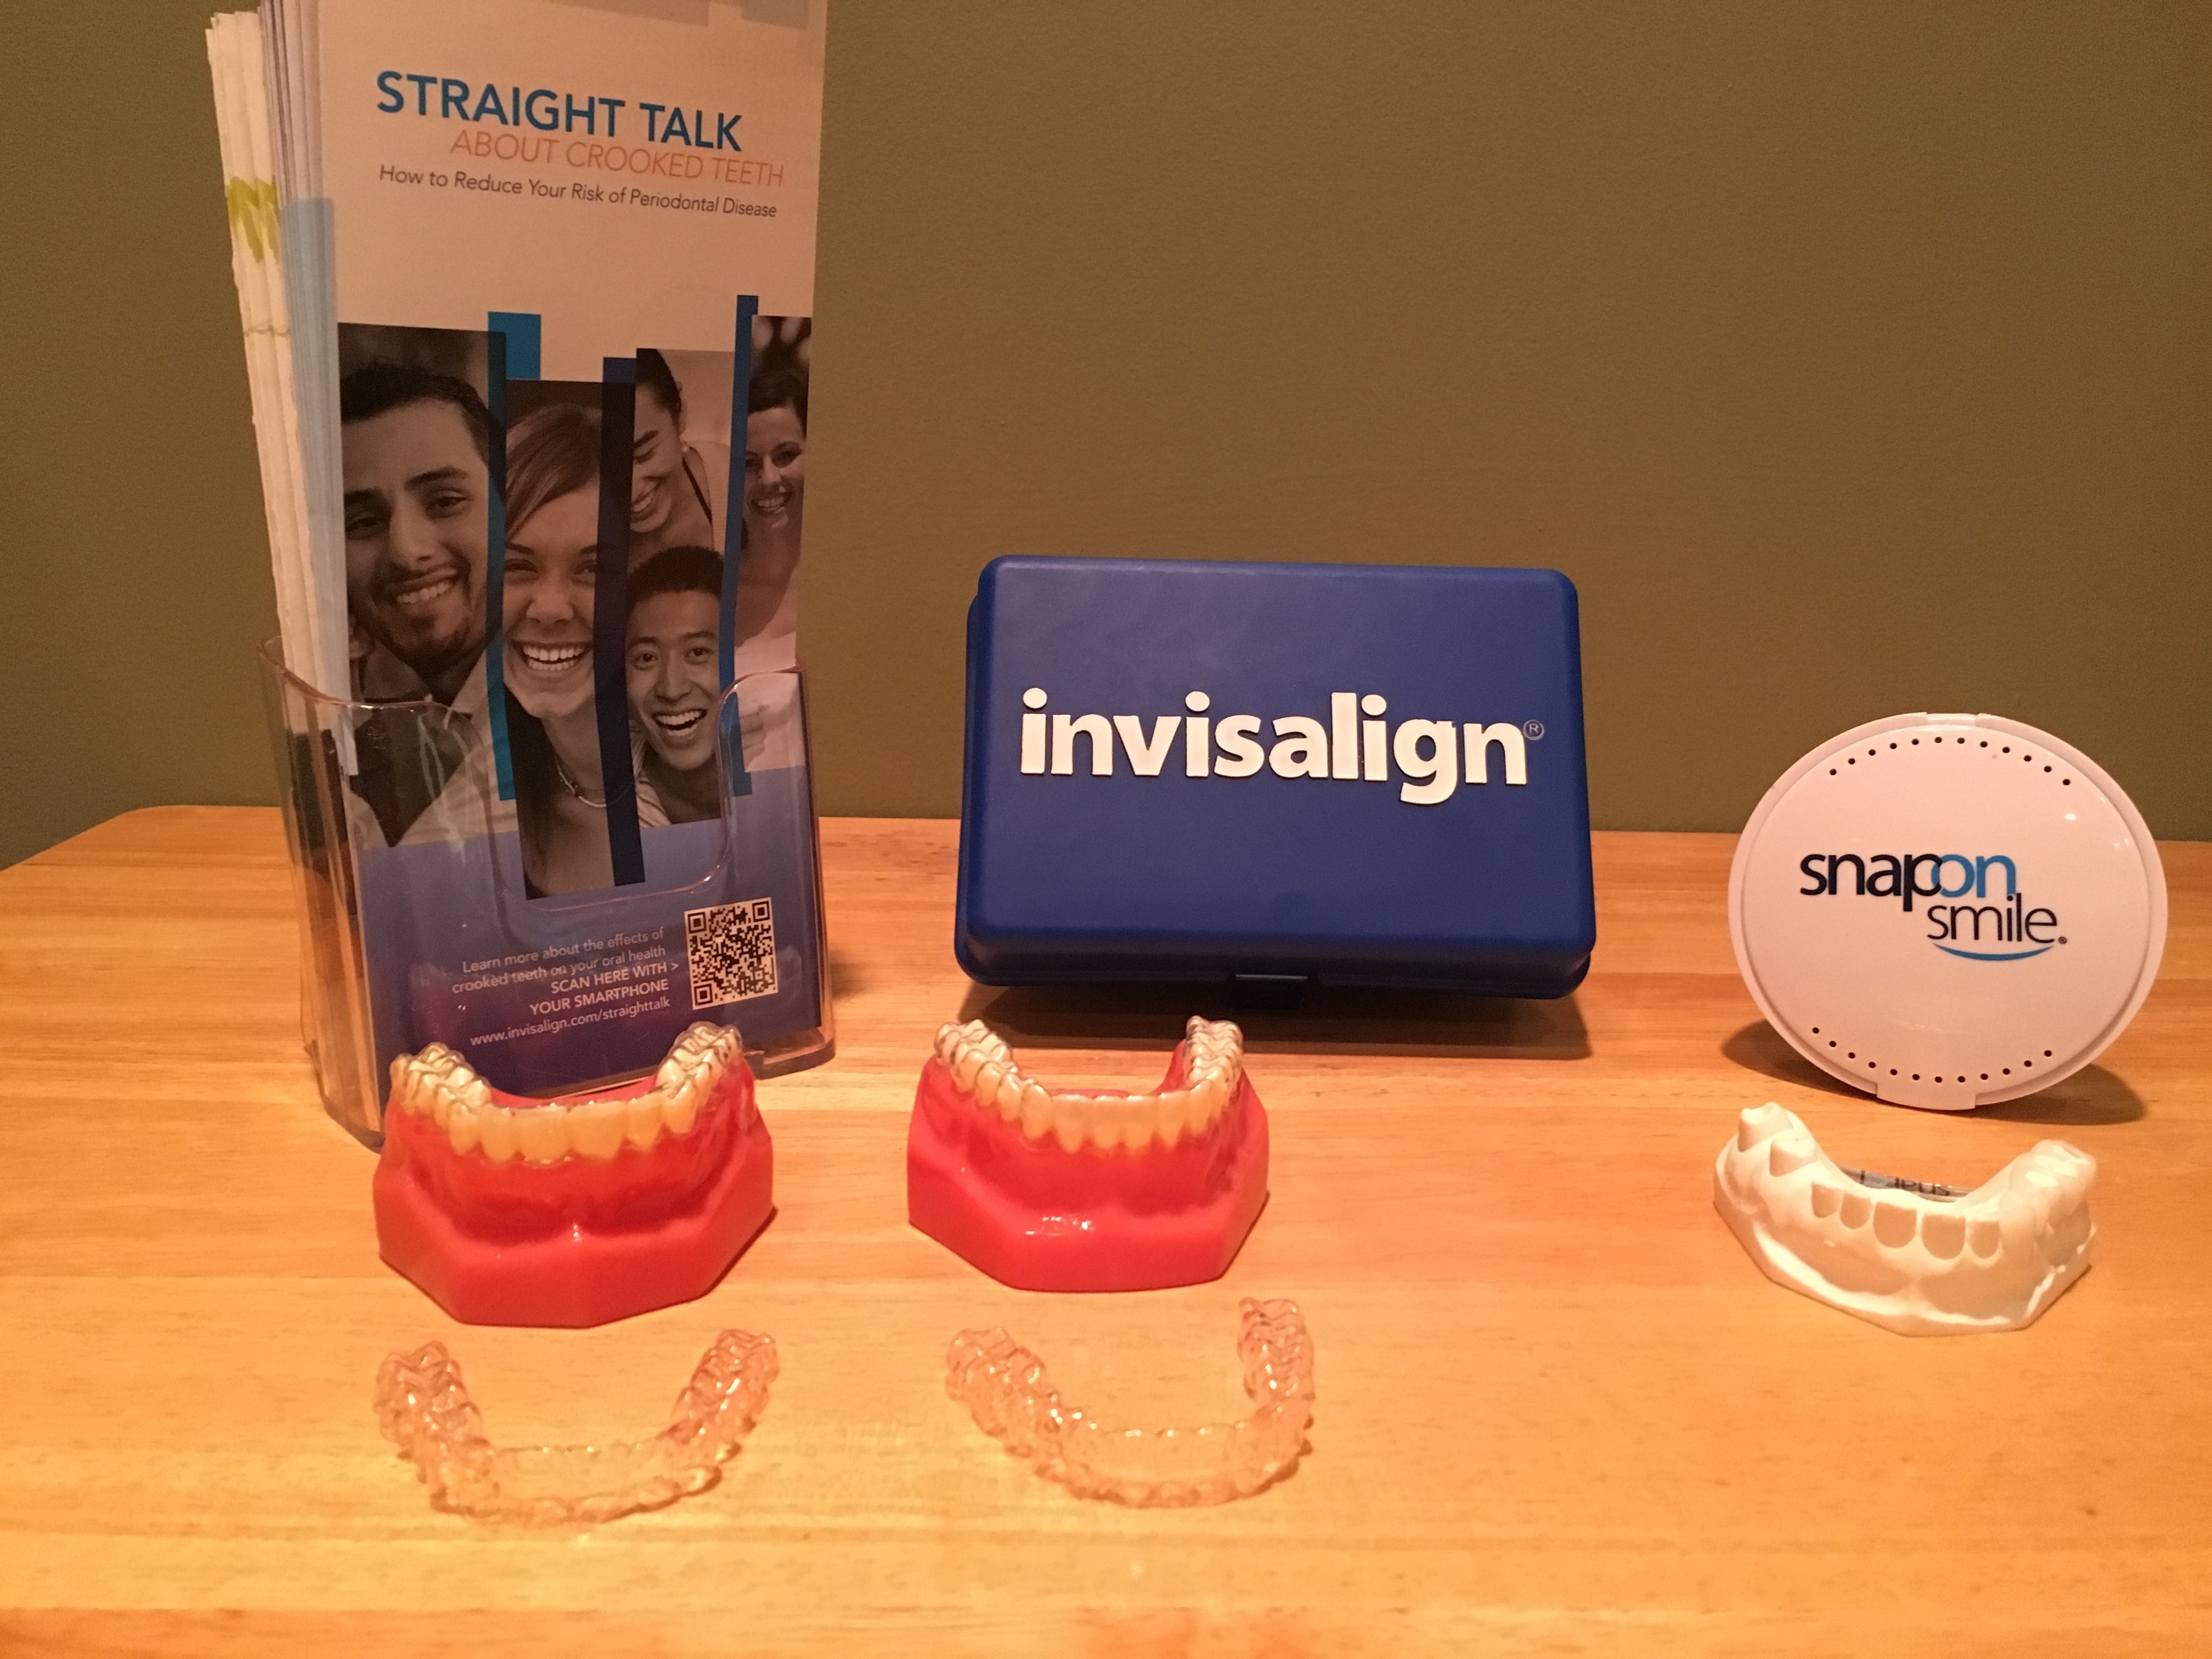 STRAIGHT TALK
ABOUT CROOKED TEETH
How to Reduce Your Risk of Periodontal Disease
Learn more about the effects of
crooked teeth on your oral health
SCAN HERE WITH >
YOUR SMARTPHONE
www.invisalign.com/straighttalk
invisalign®
snapon
smile®